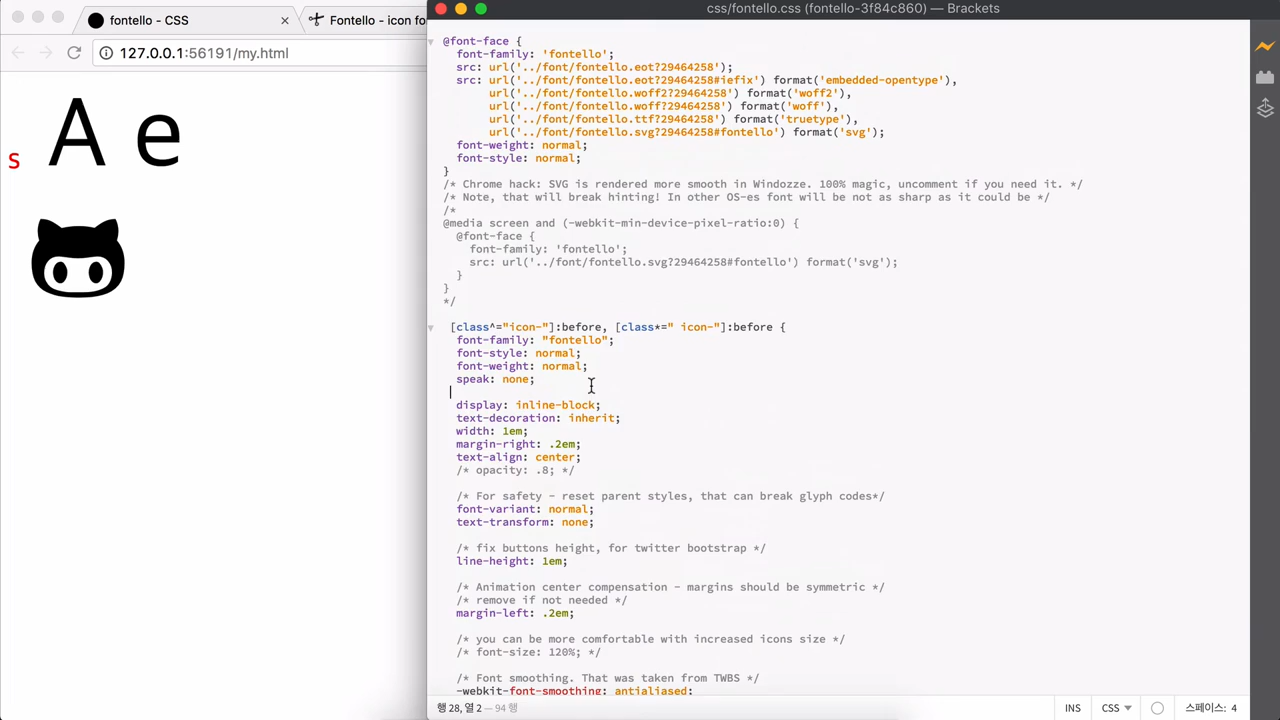 fontello - CSS
Fontello - icon fo
127.0.0.1:56191/my.html
s A e
css/fontello.css (fontello-3f84c860) — Brackets
@font-face {
font-family: 'fontello';
src: url('../font/fontello.eot?29464258');
src: url('../font/fontello.eot?29464258#iefix') format('embedded-opentype'),
url('../font/fontello.woff2?29464258') format('woff2'),
url('../font/fontello.woff?29464258') format('woff'),
url('../font/fontello.ttf?29464258') format('truetype'),
url('../font/fontello.svg?29464258#fontello') format('svg');
font-weight: normal;
font-style: normal;
}
/* Chrome hack: SVG is rendered more smooth in Windozze. 100% magic, uncomment if you need it. */
/* Note, that will break hinting! In other OS-es font will be not as sharp as it could be */
/*
@media screen and (-webkit-min-device-pixel-ratio:0) {
@font-face {
font-family: 'fontello';
src: url('../font/fontello.svg?29464258#fontello') format('svg');
}
}
*/
[class^="icon-"]:before, [class*=" icon-"]:before {
font-family: "fontello";
font-style: normal;
font-weight: normal;
speak: none;
display: inline-block;
text-decoration: inherit;
width: 1em;
margin-right: .2em;
text-align: center;
/* opacity: .8; */
/* For safety - reset parent styles, that can break glyph codes*/
font-variant: normal;
text-transform: none;
/* fix buttons height, for twitter bootstrap */
line-height: 1em;
/* Animation center compensation - margins should be symmetric */
/* remove if not needed */
margin-left: .2em;
/* you can be more comfortable with increased icons size */
/* font-size: 120%; */
/* Font smoothing. That was taken from TWBS */
-webkit-font-smoothing: antialiased;
행 28, 열 2 — 94 행
INS
CSS
스페이스: 4